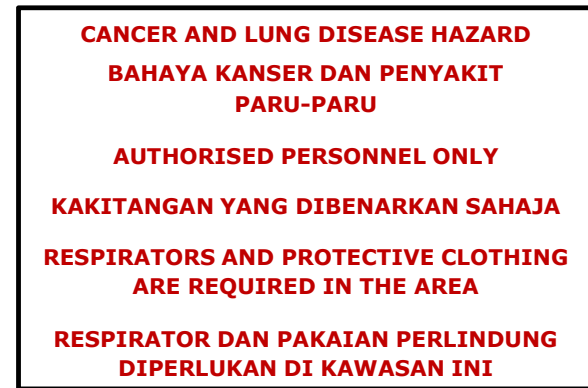 CANCER AND LUNG DISEASE HAZARD
BAHAYA KANSER DAN PENYAKIT
PARU-PARU
AUTHORISED PERSONNEL ONLY
KAKITANGAN YANG DIBENARKAN SAHAJA
RESPIRATORS AND PROTECTIVE CLOTHING
ARE REQUIRED IN THE AREA
RESPIRATOR DAN PAKAIAN PERLINDUNG
DIPERLUKAN DI KAWASAN INI